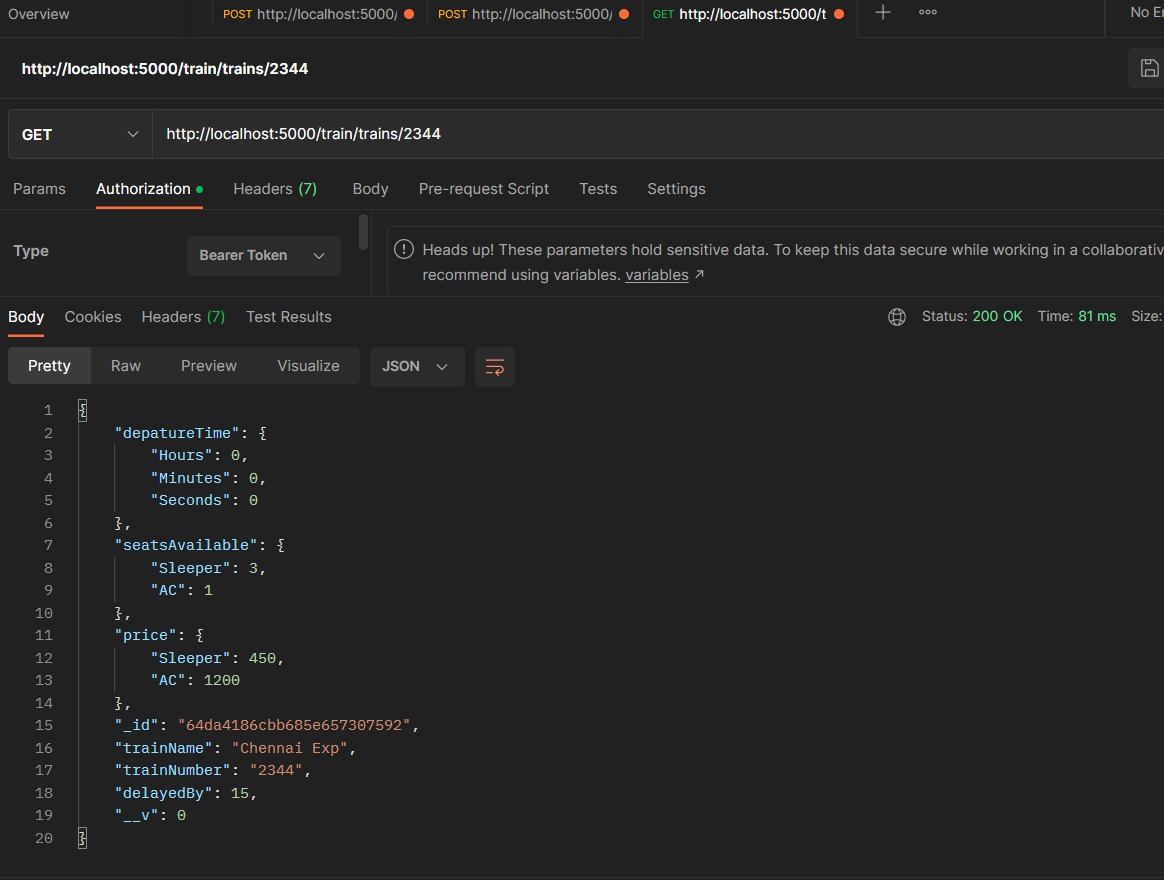 Overview POST http://localhost:5000/ POST http://localhost:5000/ GET http://localhost:5000/t No En
http://localhost:5000/train/trains/2344
GET http://localhost:5000/train/trains/2344
Params Authorization Headers (7) Body Pre-request Script Tests Settings
Type Bearer Token
Heads up! These parameters hold sensitive data. To keep this data secure while working in a collaborativ
recommend using variables. variables ↗
Body Cookies Headers (7) Test Results Status: 200 OK Time: 81 ms Size:
Pretty Raw Preview Visualize JSON
1 {
2 "depatureTime": {
3 "Hours": 0,
4 "Minutes": 0,
5 "Seconds": 0
6 },
7 "seatsAvailable": {
8 "Sleeper": 3,
9 "AC": 1
10 },
11 "price": {
12 "Sleeper": 450,
13 "AC": 1200
14 },
15 "_id": "64da4186cbb685e657307592",
16 "trainName": "Chennai Exp",
17 "trainNumber": "2344",
18 "delayedBy": 15,
19 "__v": 0
20 }